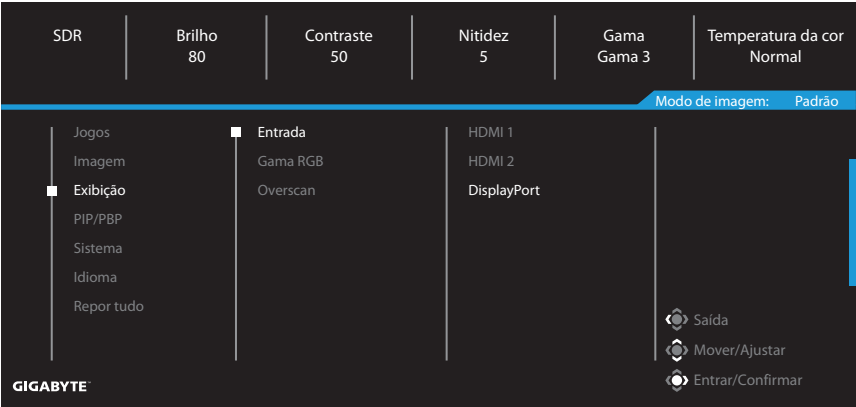 SDR
Brilho
80
Contraste
50
Nitidez
5
Gama
Gama 3
Temperatura da cor
Normal
Modo de imagem: Padrão
Jogos
Imagem
Exibição
PIP/PBP
Sistema
Idioma
Repor tudo
Entrada
Gama RGB
Overscan
HDMI 1
HDMI 2
DisplayPort
Saída
Mover/Ajustar
Entrar/Confirmar
GIGABYTE™